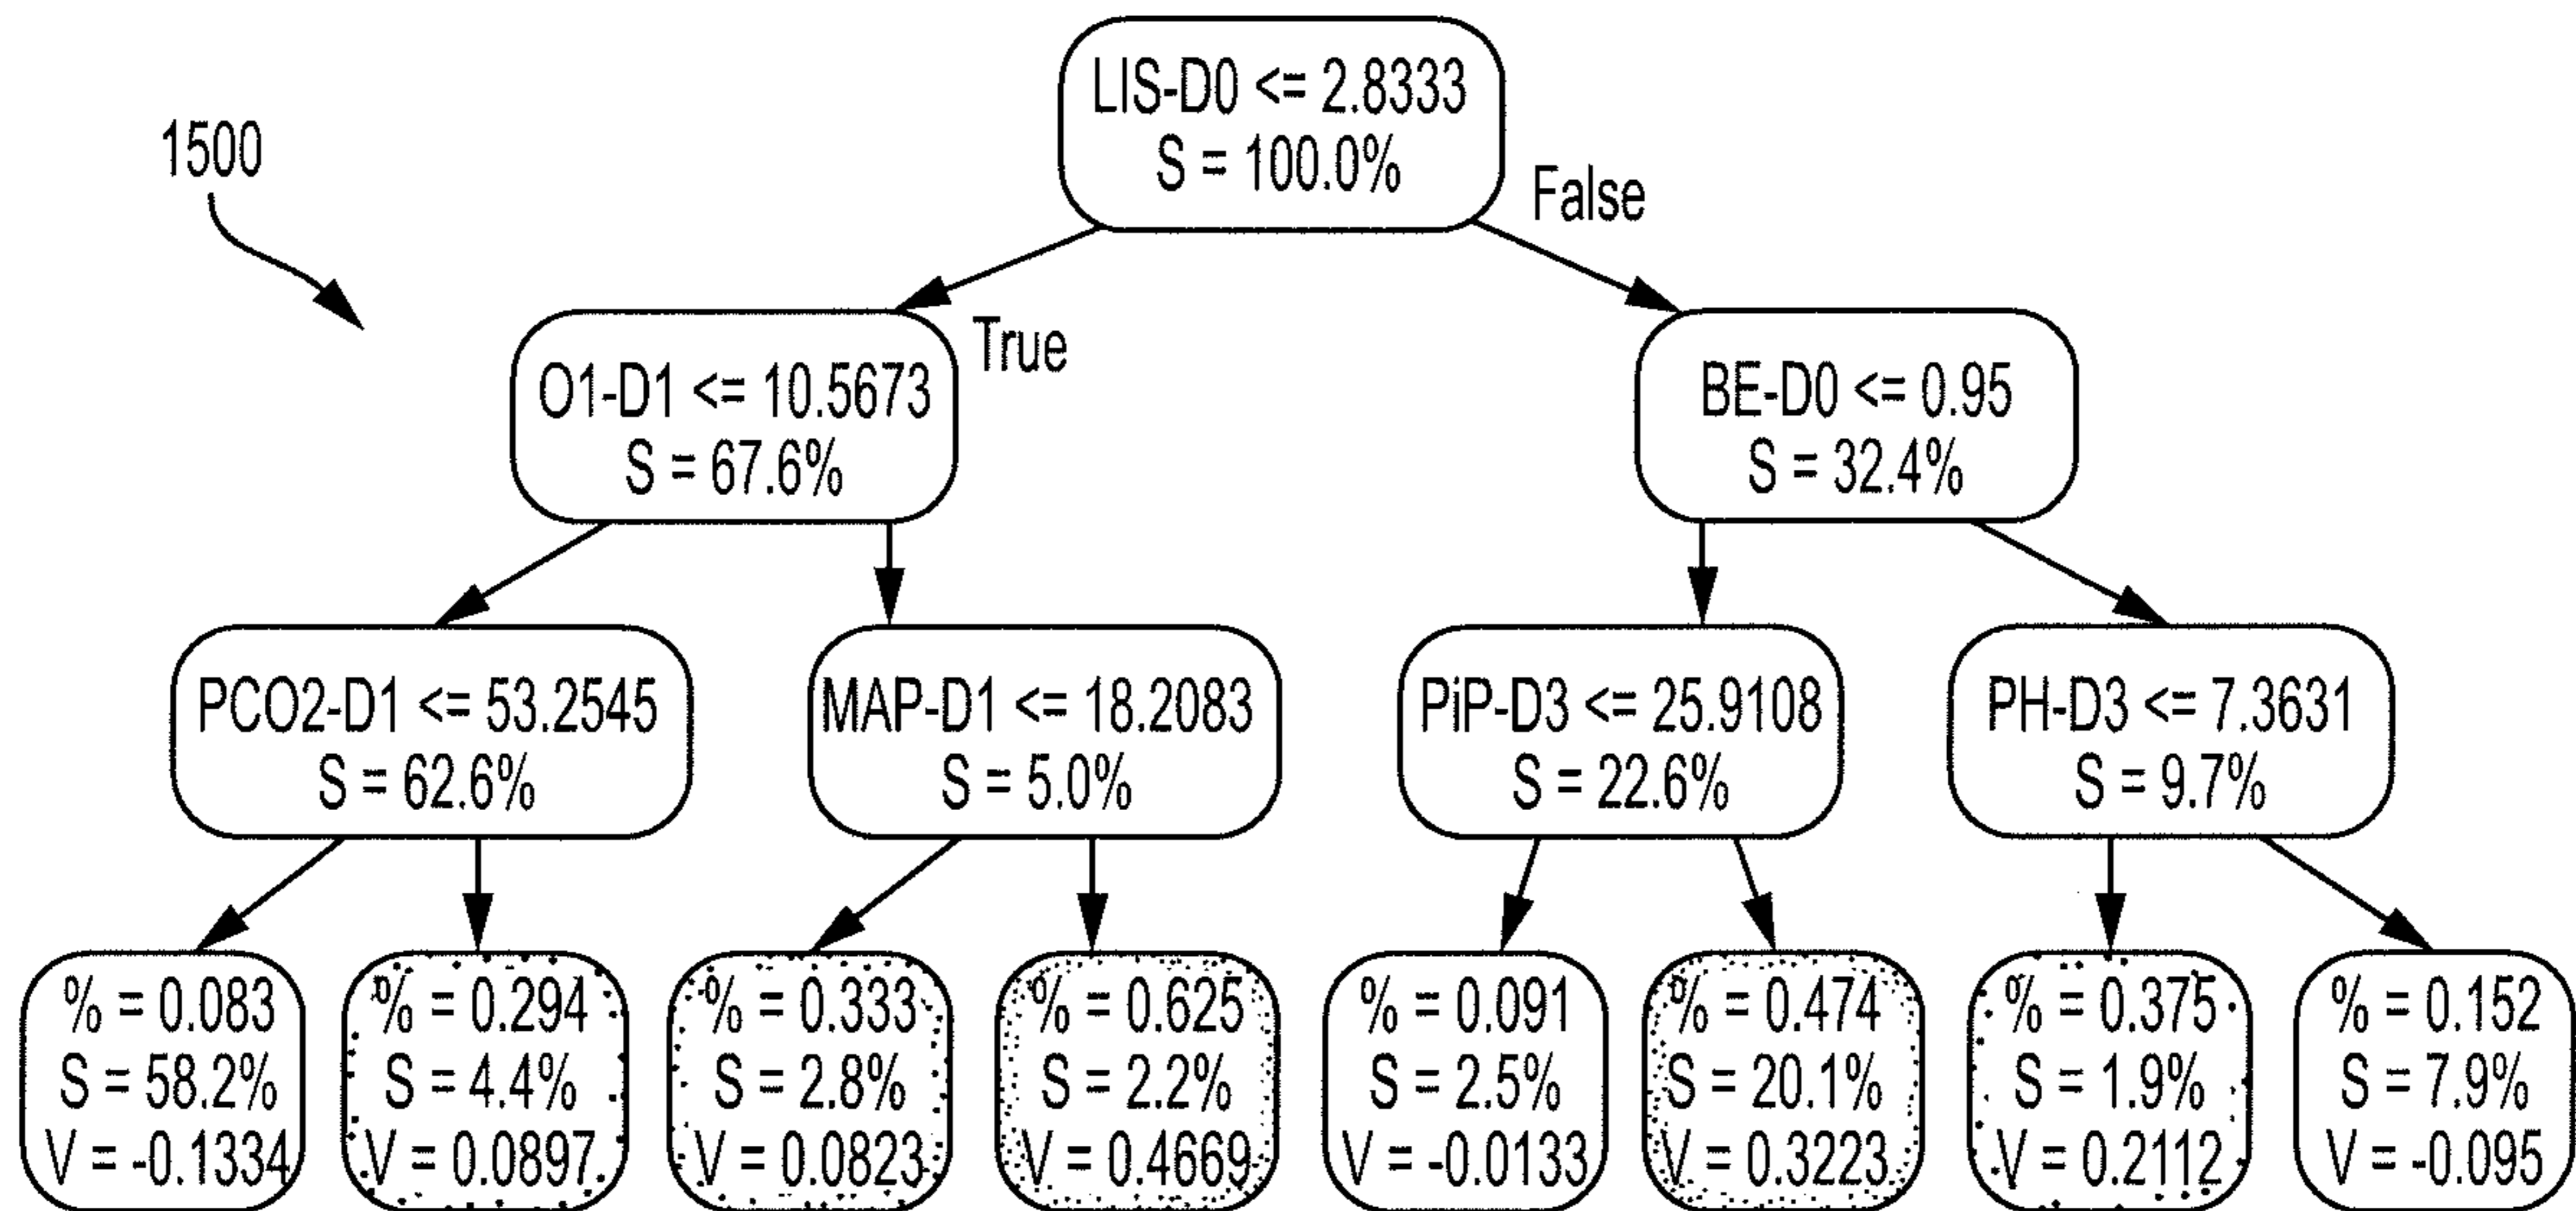 LIS-D0 <= 2.8333
S = 100.0%
1500
False
True
O1-D1 <= 10.5673
S = 67.6%
BE-D0 <= 0.95
S = 32.4%
PCO2-D1 <= 53.2545
S = 62.6%
MAP-D1 <= 18.2083
S = 5.0%
PiP-D3 <= 25.9108
S = 22.6%
PH-D3 <= 7.3631
S = 9.7%
% = 0.083
S = 58.2%
V = -0.1334
% = 0.294
S = 4.4%
V = 0.0897
% = 0.333
S = 2.8%
V = 0.0823
% = 0.625
S = 2.2%
V = 0.4669
% = 0.091
S = 2.5%
V = -0.0133
% = 0.474
S = 20.1%
V = 0.3223
% = 0.375
S = 1.9%
V = 0.2112
% = 0.152
S = 7.9%
V = -0.095